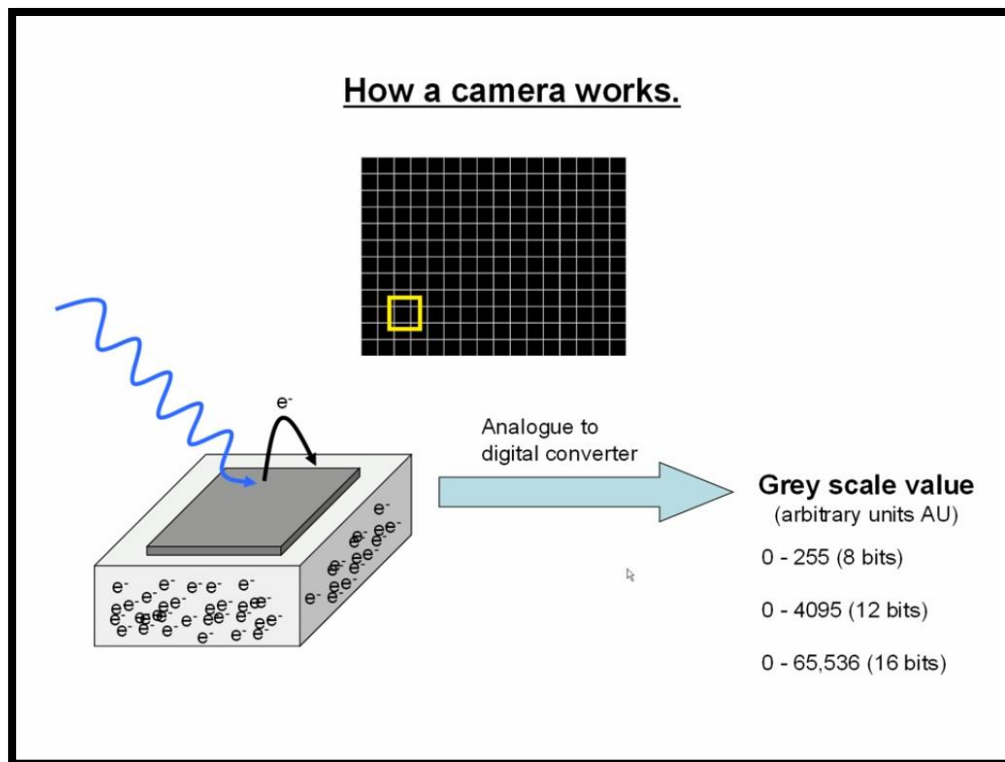 How a camera works.
e-
Analogue to
digital converter
Grey scale value
(arbitrary units AU)
0 - 255 (8 bits)
0 - 4095 (12 bits)
0 - 65,536 (16 bits)
e- e- e- e- e-
e- e- e- e- e- e-
e- e- e- e- e- e-
e- e- e- e- e-